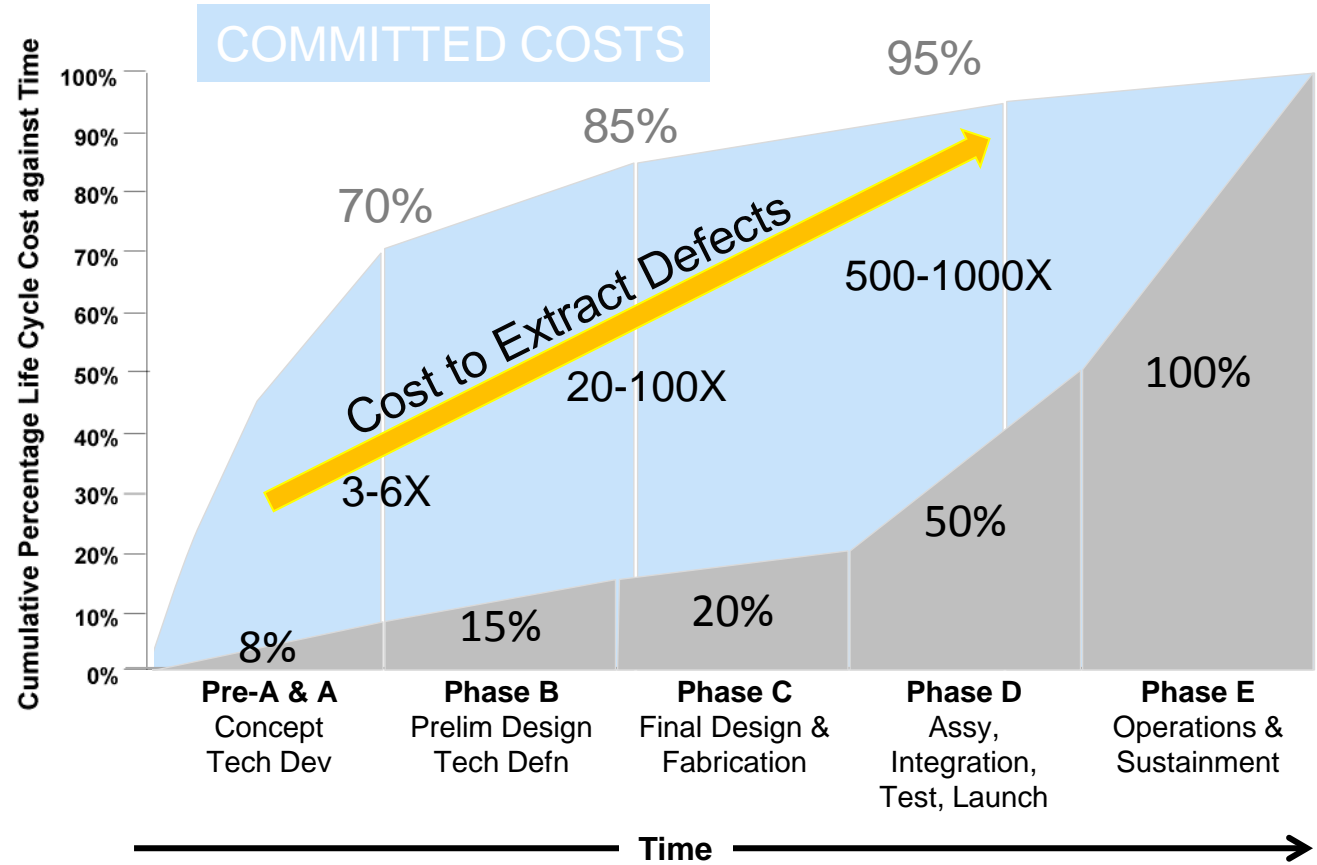 COMMITTED COSTS
Cumulative Percentage Life Cycle Cost against Time
100%
90%
80%
70%
60%
50%
40%
30%
20%
10%
0%
70%
85%
95%
Cost to Extract Defects
3-6X
20-100X
500-1000X
8%
15%
20%
50%
100%
Pre-A & A
Concept
Tech Dev
Phase B
Prelim Design
Tech Defn
Phase C
Final Design &
Fabrication
Phase D
Assy,
Integration,
Test, Launch
Phase E
Operations &
Sustainment
Time